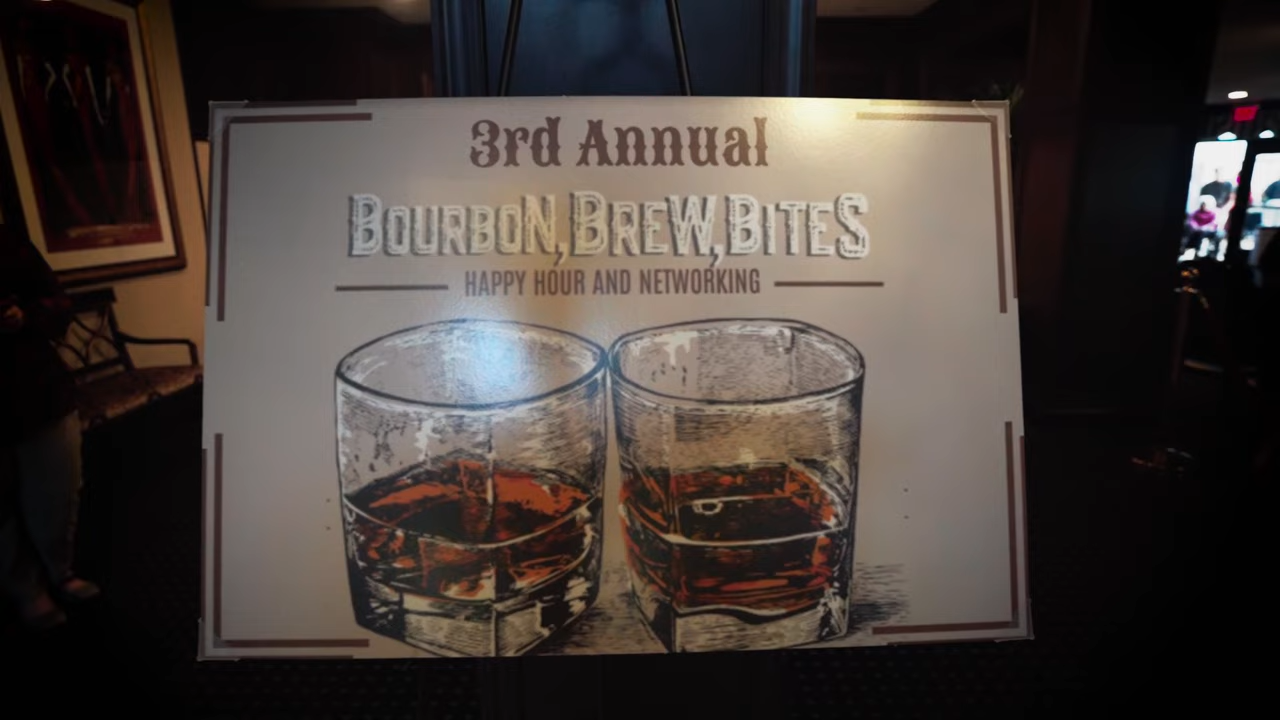 3rd Annual
BOURBON, BREW, BITES
HAPPY HOUR AND NETWORKING